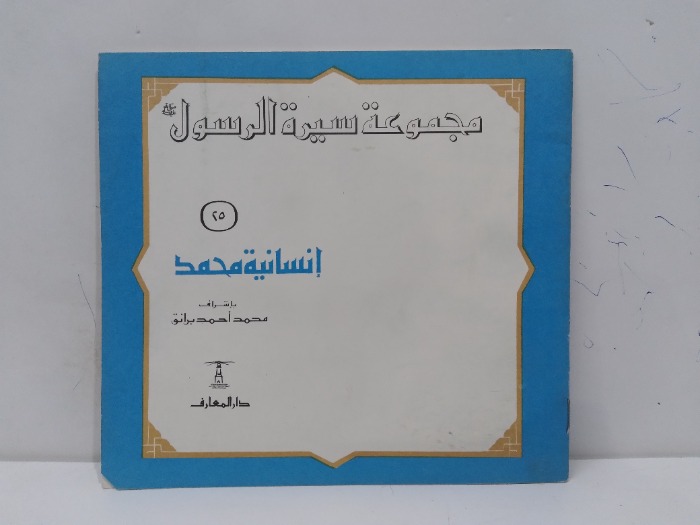 مجموعة سيرة الرسول ﷺ
٢٥
إنسانية محمد
بإشراف
محمد أحمد برانق
دار المعارف